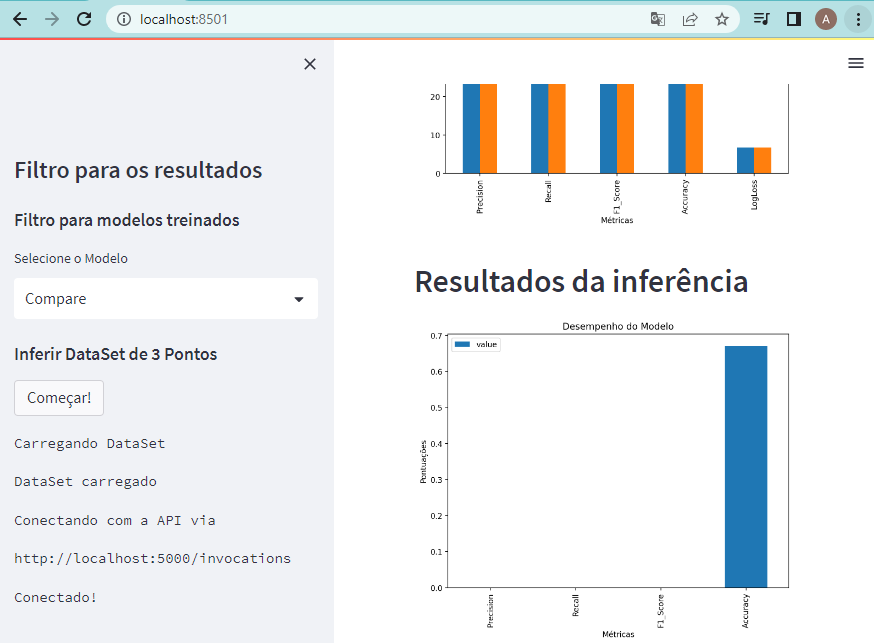 localhost:8501
A
Filtro para os resultados
Filtro para modelos treinados
Selecione o Modelo
Compare
Inferir DataSet de 3 Pontos
Começar!
Carregando DataSet
DataSet carregado
Conectando com a API via
http://localhost:5000/invocations
Conectado!
20
10
0
Precision
Recall
F1_Score
Accuracy
LogLoss
Métricas
Resultados da inferência
Desempenho do Modelo
value
Pontuações
0.7
0.6
0.5
0.4
0.3
0.2
0.1
0.0
Precision
Recall
F1_Score
Accuracy
Métricas